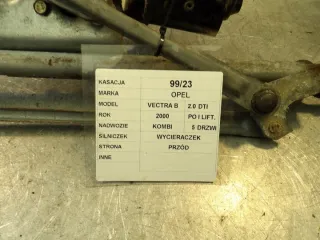 KASACJA 99/23
MARKA OPEL
MODEL VECTRA B 2.0 DTI
ROK 2000 PO I LIFT.
NADWOZIE KOMBI 5 DRZWI
SILNICZEK WYCIERACZEK
STRONA PRZÓD
INNE